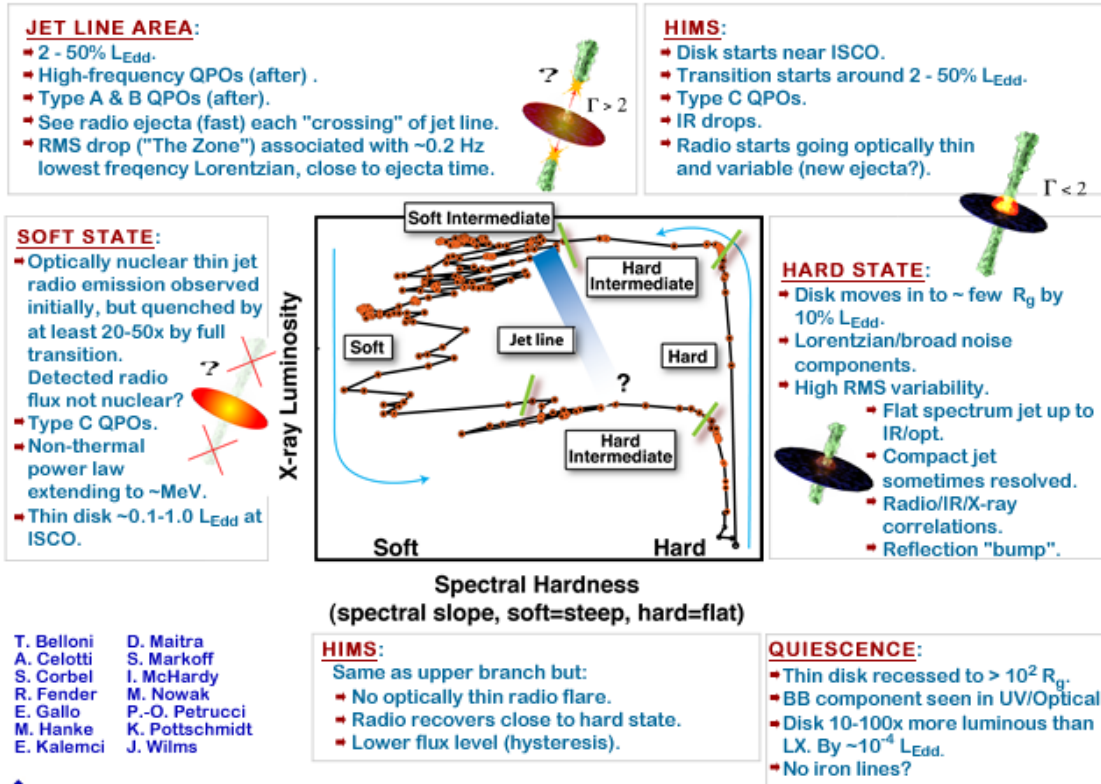 JET LINE AREA:
➡ 2 - 50% L_Edd.
➡ High-frequency QPOs (after) .
➡ Type A & B QPOs (after).
➡ See radio ejecta (fast) each "crossing" of jet line.
➡ RMS drop ("The Zone") associated with ~0.2 Hz
lowest freqency Lorentzian, close to ejecta time.
?
Γ > 2
HIMS:
➡ Disk starts near ISCO.
➡ Transition starts around 2 - 50% L_Edd.
➡ Type C QPOs.
➡ IR drops.
➡ Radio starts going optically thin
and variable (new ejecta?).
Γ < 2
SOFT STATE:
➡ Optically nuclear thin jet
radio emission observed
initially, but quenched by
at least 20-50x by full
transition.
Detected radio
flux not nuclear?
➡ Type C QPOs.
➡ Non-thermal
power law
extending to ~MeV.
➡ Thin disk ~0.1-1.0 L_Edd at
ISCO.
?
X-ray Luminosity
Soft Intermediate
Hard
Intermediate
Soft
Jet line
Hard
?
Hard
Intermediate
Soft
Hard
Spectral Hardness
(spectral slope, soft=steep, hard=flat)
HARD STATE:
➡ Disk moves in to ~ few R_g by
10% L_Edd.
➡ Lorentzian/broad noise
components.
➡ High RMS variability.
➡ Flat spectrum jet up to
IR/opt.
➡ Compact jet
sometimes resolved.
➡ Radio/IR/X-ray
correlations.
➡ Reflection "bump".
T. Belloni
A. Celotti
S. Corbel
R. Fender
E. Gallo
M. Hanke
E. Kalemci
D. Maitra
S. Markoff
I. McHardy
M. Nowak
P.-O. Petrucci
K. Pottschmidt
J. Wilms
HIMS:
Same as upper branch but:
➡ No optically thin radio flare.
➡ Radio recovers close to hard state.
➡ Lower flux level (hysteresis).
QUIESCENCE:
➡ Thin disk recessed to > 10² R_g.
➡ BB component seen in UV/Optical
➡ Disk 10-100x more luminous than
LX. By ~10⁻⁴ L_Edd.
➡ No iron lines?